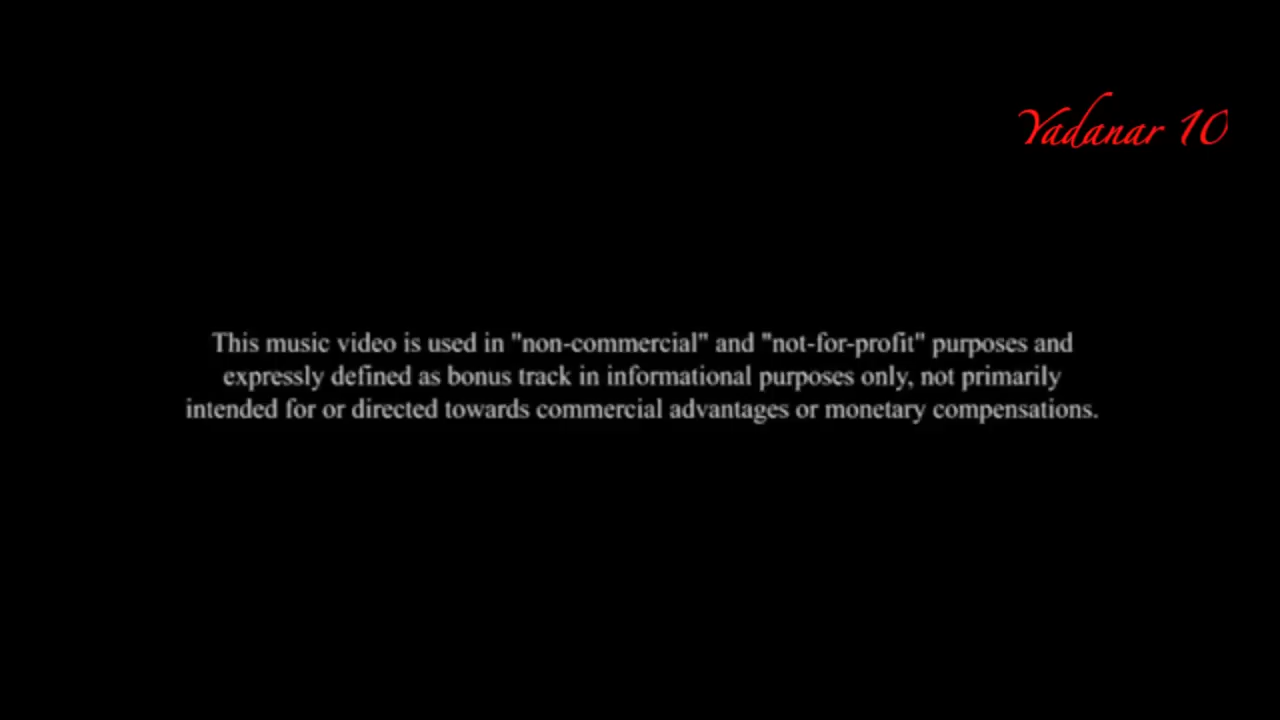 Yadanar 10
This music video is used in "non-commercial" and "not-for-profit" purposes and
expressly defined as bonus track in informational purposes only, not primarily
intended for or directed towards commercial advantages or monetary compensations.